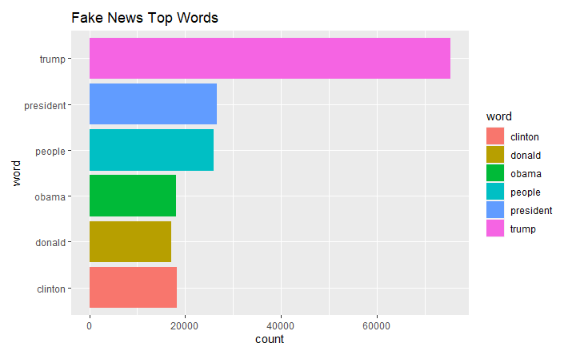 Fake News Top Words
trump
president
people
obama
donald
clinton
word
0 20000 40000 60000
count
word
clinton
donald
obama
people
president
trump